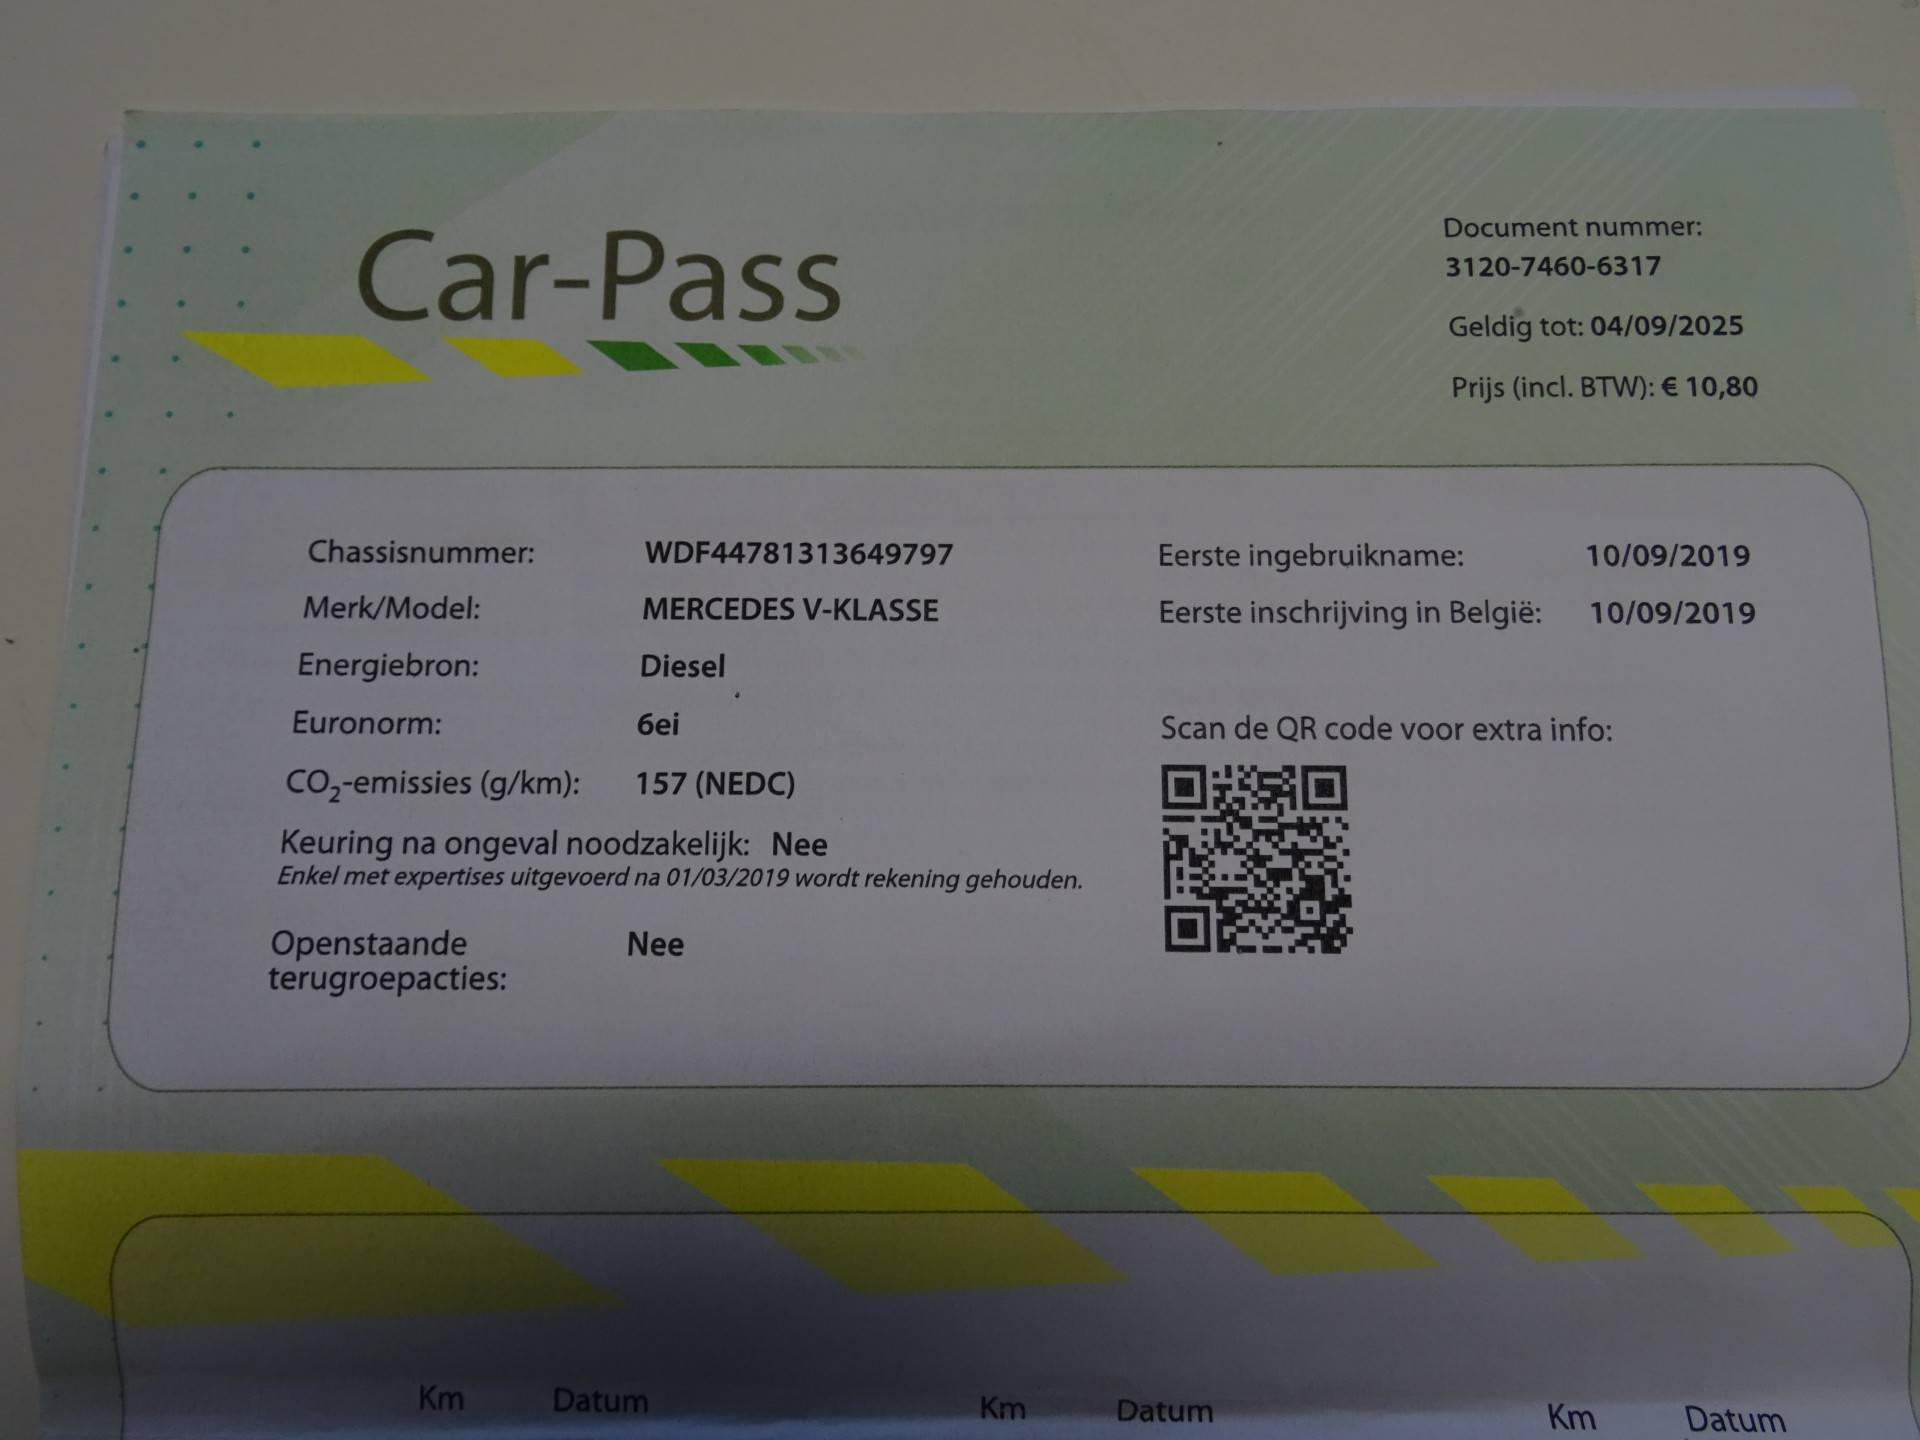 Car-Pass
Document nummer:
3120-7460-6317
Geldig tot: 04/09/2025
Prijs (incl. BTW): € 10,80
Chassisnummer: WDF44781313649797
Merk/Model: MERCEDES V-KLASSE
Energiebron: Diesel
Euronorm: 6ei
CO₂-emissies (g/km): 157 (NEDC)
Keuring na ongeval noodzakelijk: Nee
Enkel met expertises uitgevoerd na 01/03/2019 wordt rekening gehouden.
Openstaande Nee
terugroepacties:
Eerste ingebruikname: 10/09/2019
Eerste inschrijving in België: 10/09/2019
Scan de QR code voor extra info:
Km Datum Km Datum Km Datum